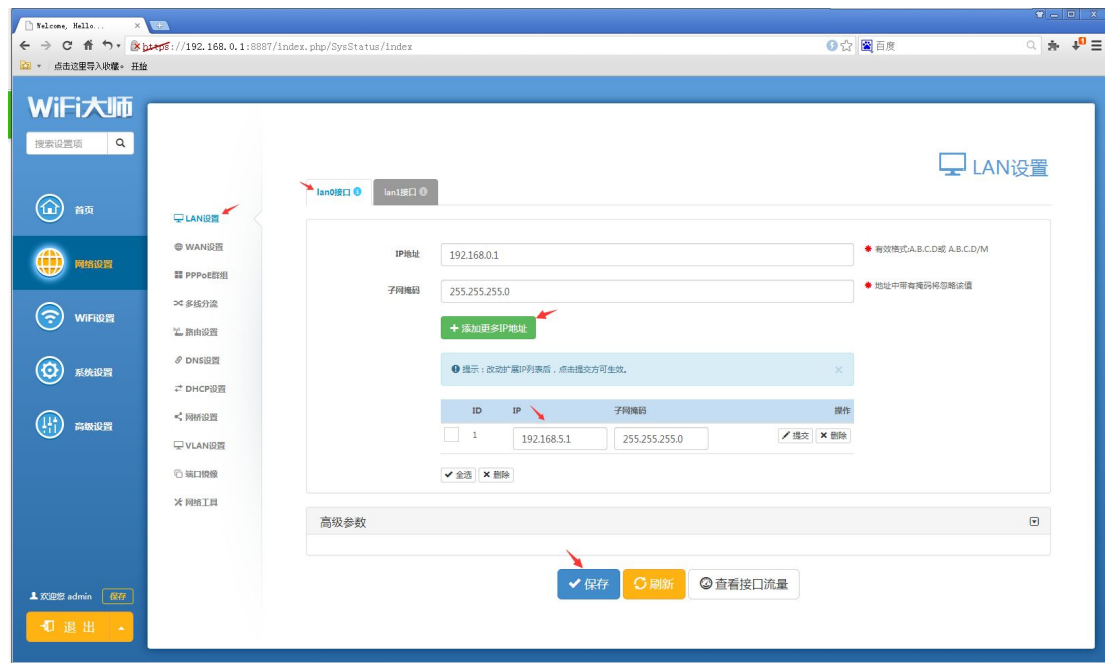 Welcome, Hello...
https://192.168.0.1:8887/index.php/SysStatus/index
百度
点击这里导入收藏。 开始
WiFi大师
搜索设置项
首页
网络设置
WiFi设置
系统设置
高级设置
欢迎您 admin 保存
退 出
LAN设置
WAN设置
PPPoE群组
多线分流
路由设置
DNS设置
DHCP设置
网桥设置
VLAN设置
端口镜像
网络工具
LAN设置
lan0接口 lan1接口
IP地址 192.168.0.1 有效格式:A.B.C.D或 A.B.C.D/M
子网掩码 255.255.255.0 地址中带有掩码将忽略该值
添加更多IP地址
提示：改动扩展IP列表后，点击提交方可生效。
ID IP 子网掩码 操作
1 192.168.5.1 255.255.255.0 提交 删除
全选 删除
高级参数
保存 刷新 查看接口流量